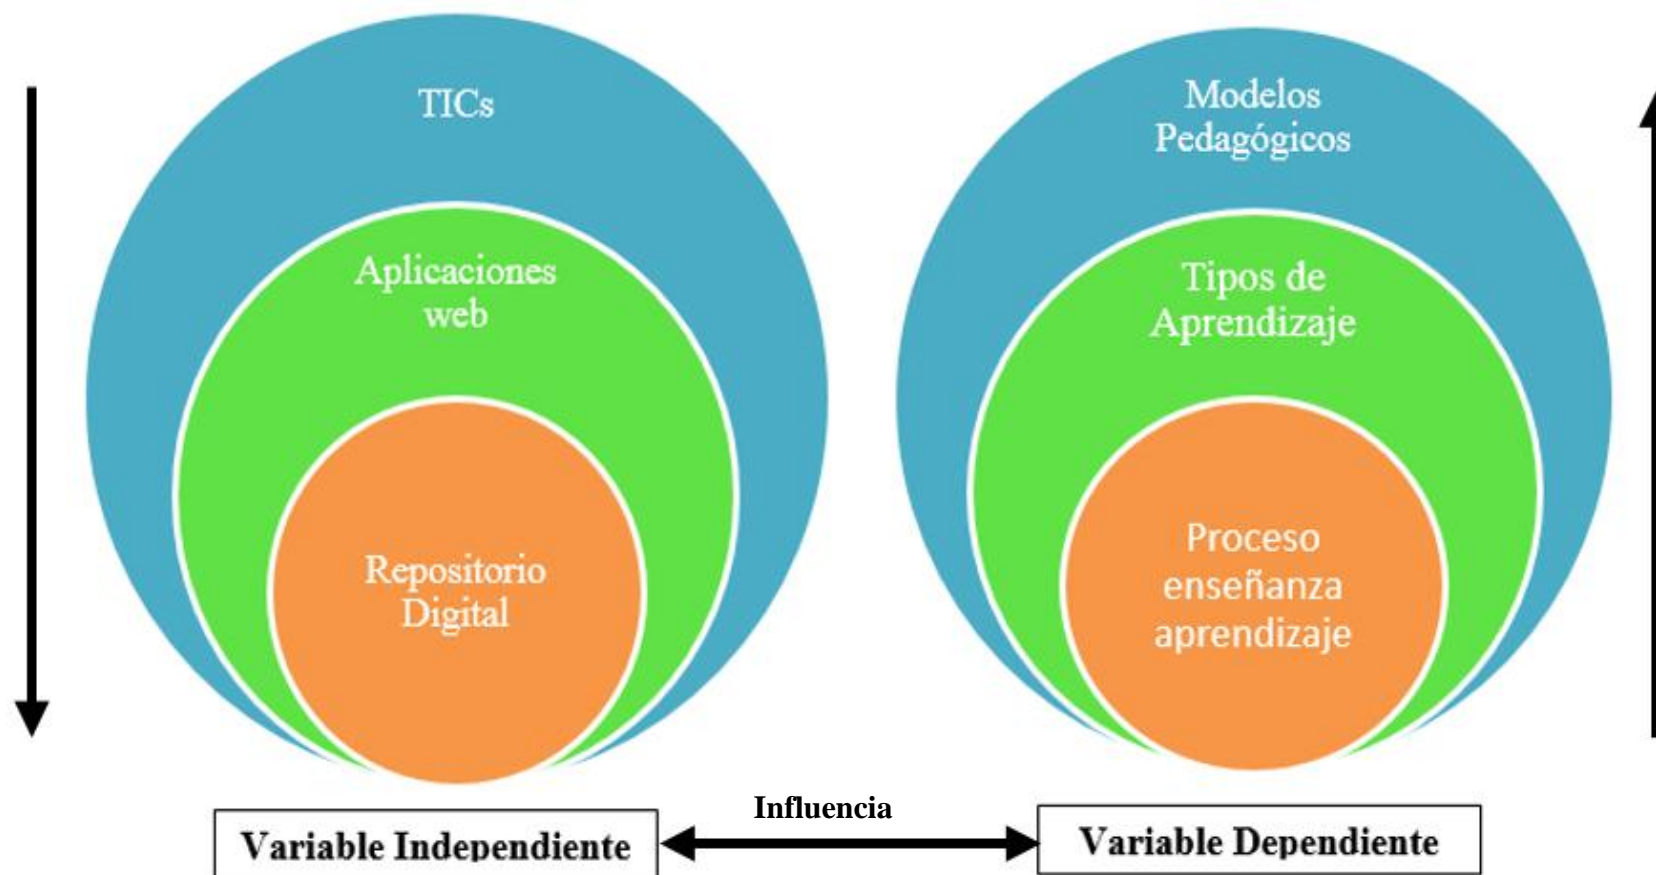 TICs
Aplicaciones
web
Repositorio
Digital
Modelos
Pedagógicos
Tipos de
Aprendizaje
Proceso
enseñanza
aprendizaje
Influencia
Variable Independiente
Variable Dependiente